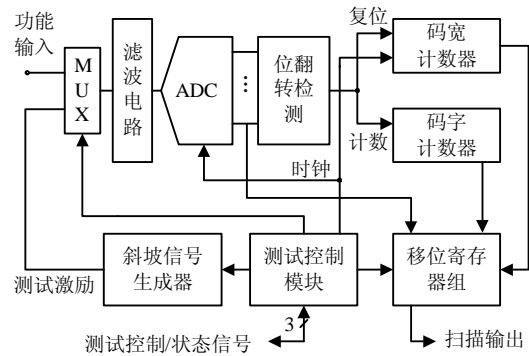 功能
输入
MUX
滤波电路
ADC
⋮
位翻转检测
复位
码宽
计数器
计数
码字
计数器
时钟
测试激励
斜坡信号
生成器
测试控制
模块
移位寄存
器组
3
测试控制/状态信号
扫描输出